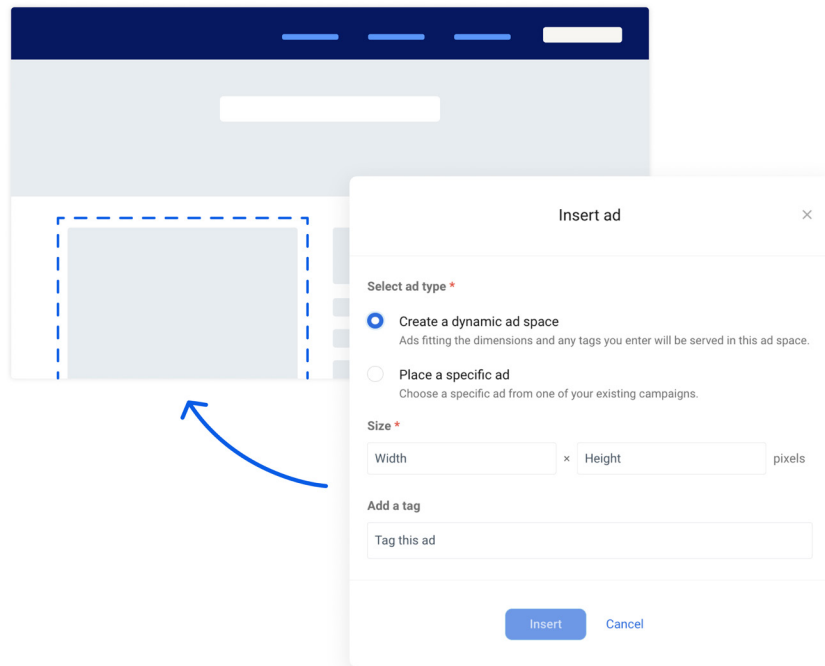 Insert ad
×
Select ad type *
Create a dynamic ad space
Ads fitting the dimensions and any tags you enter will be served in this ad space.
Place a specific ad
Choose a specific ad from one of your existing campaigns.
Size *
Width × Height pixels
Add a tag
Tag this ad
Insert Cancel